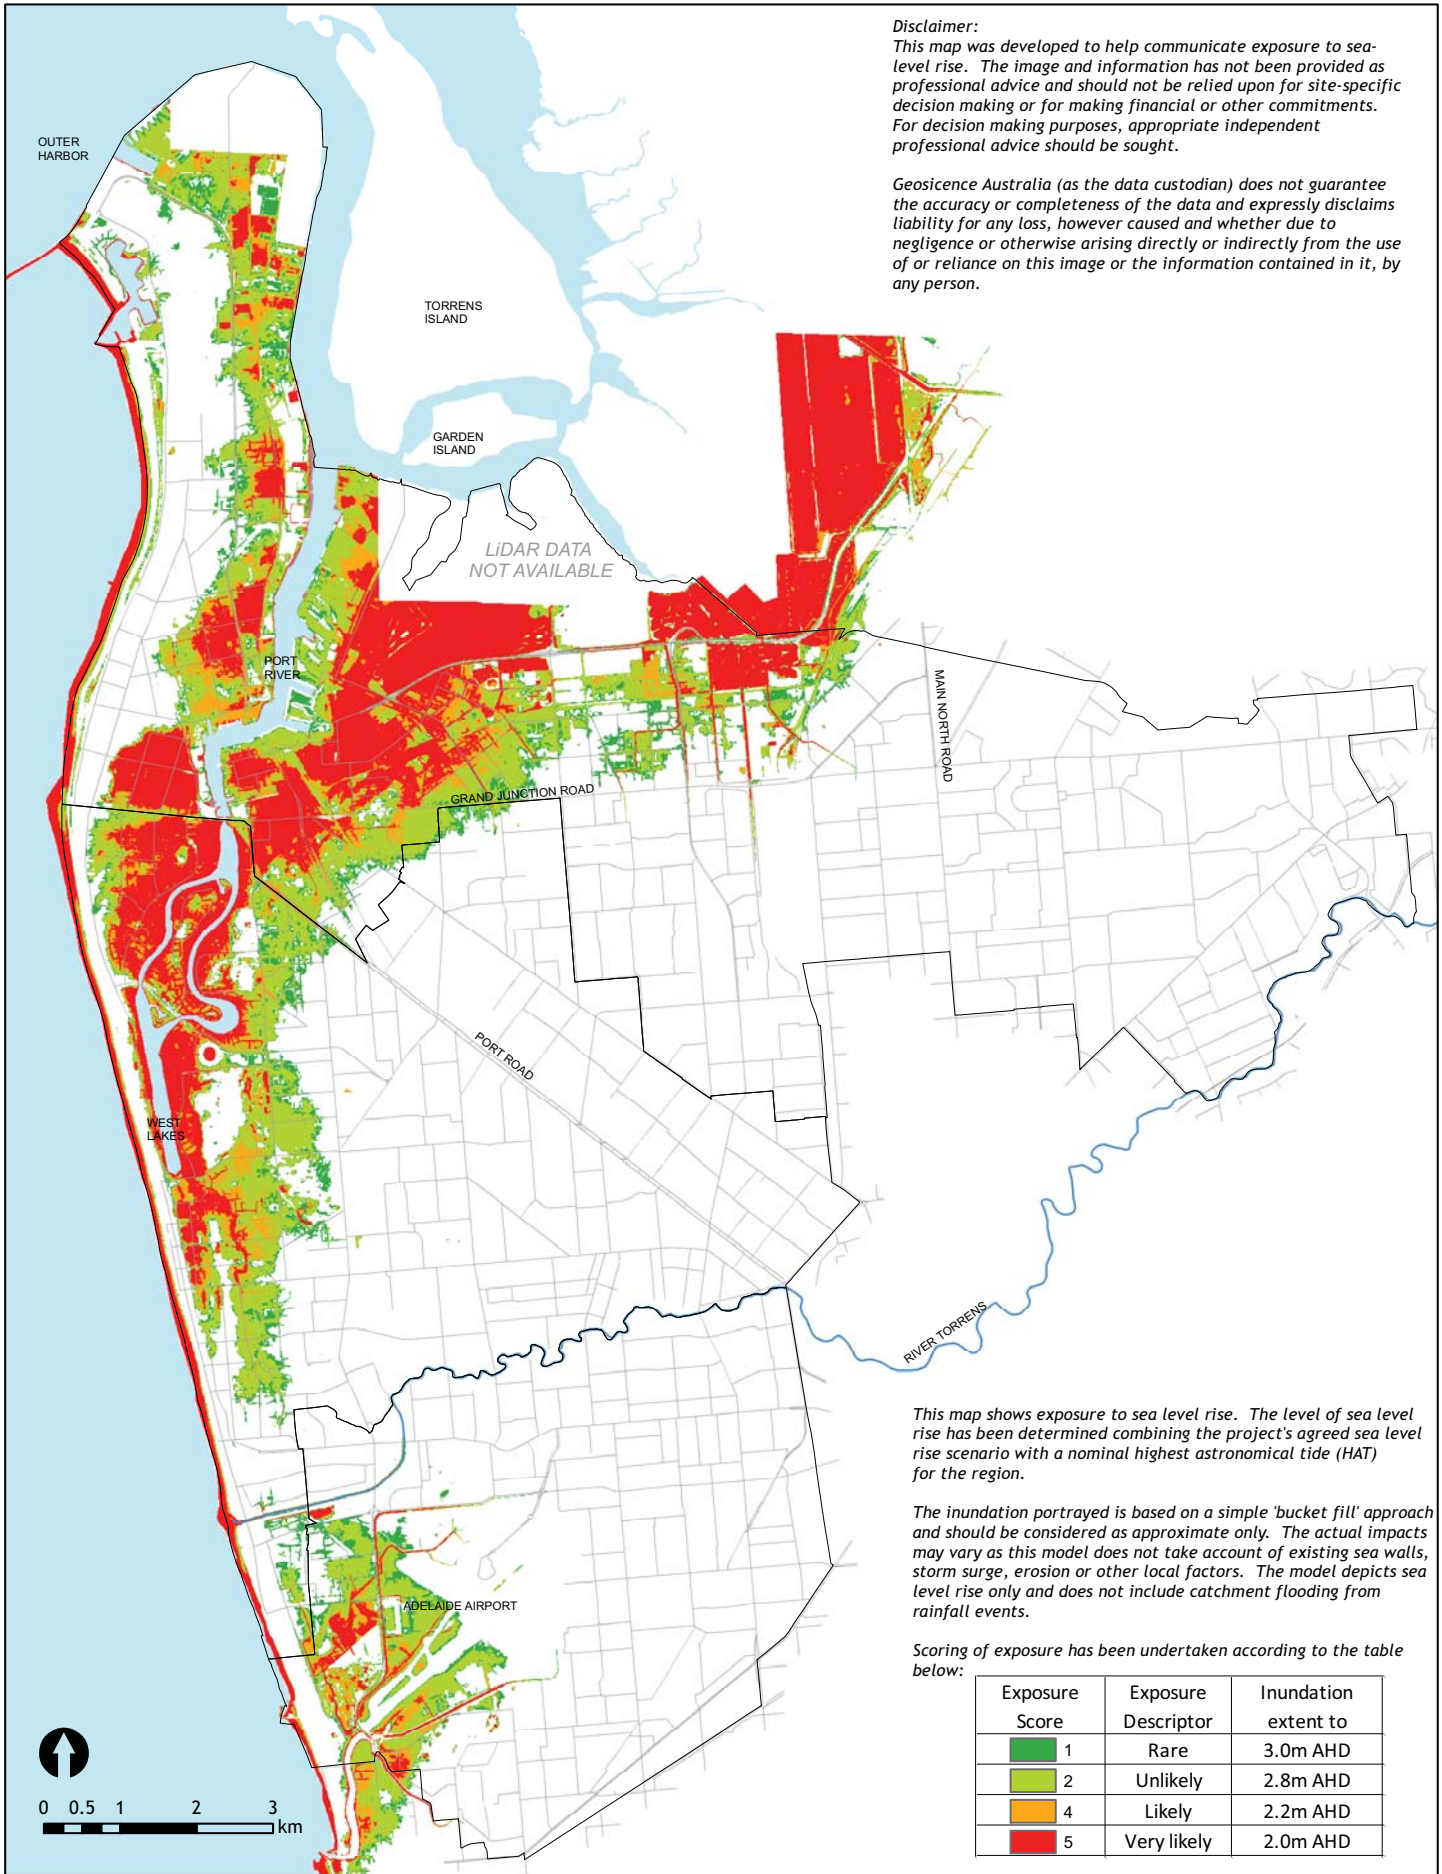 Disclaimer:
This map was developed to help communicate exposure to sea-
level rise.  The image and information has not been provided as
professional advice and should not be relied upon for site-specific
decision making or for making financial or other commitments.
For decision making purposes, appropriate independent
professional advice should be sought.
Geosicence Australia (as the data custodian) does not guarantee
the accuracy or completeness of the data and expressly disclaims
liability for any loss, however caused and whether due to
negligence or otherwise arising directly or indirectly from the use
of or reliance on this image or the information contained in it, by
any person.
OUTER
HARBOR
TORRENS
ISLAND
GARDEN
ISLAND
LiDAR DATA
NOT AVAILABLE
PORT
RIVER
MAIN NORTH ROAD
GRAND JUNCTION ROAD
PORT ROAD
WEST
LAKES
RIVER TORRENS
ADELAIDE AIRPORT
This map shows exposure to sea level rise.  The level of sea level
rise has been determined combining the project's agreed sea level
rise scenario with a nominal highest astronomical tide (HAT)
for the region.
The inundation portrayed is based on a simple 'bucket fill' approach
and should be considered as approximate only.  The actual impacts
may vary as this model does not take account of existing sea walls,
storm surge, erosion or other local factors.  The model depicts sea
level rise only and does not include catchment flooding from
rainfall events.
Scoring of exposure has been undertaken according to the table
below:
Exposure Score Exposure Descriptor Inundation extent to
1 Rare 3.0m AHD
2 Unlikely 2.8m AHD
4 Likely 2.2m AHD
5 Very likely 2.0m AHD
0 0.5 1 2 3
km